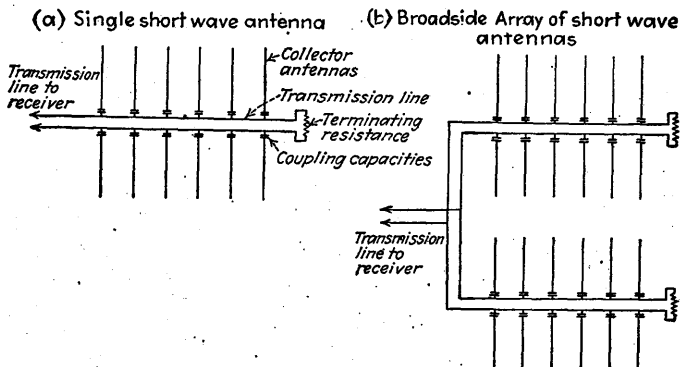 (a) Single short wave antenna
Transmission
line to
receiver
Collector
antennas
Transmission line
Terminating
resistance
Coupling capacities
(b) Broadside Array of short wave
antennas
Transmission
line to
receiver